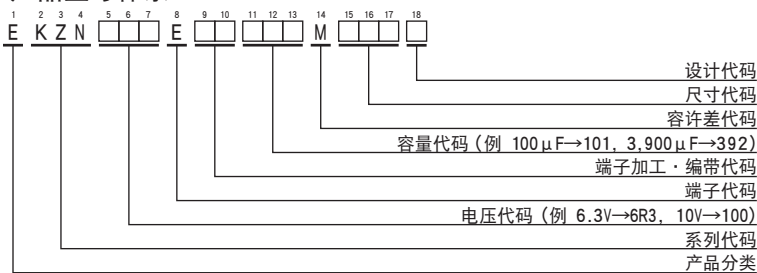 1 2 3 4 5 6 7 8 9 10 11 12 13 14 15 16 17 18
E K Z N □□□ E □□ □□□ M □□□ □
设计代码
尺寸代码
容许差代码
容量代码 (例 100μF→101, 3,900μF→392)
端子加工・编带代码
端子代码
电压代码 (例 6.3V→6R3, 10V→100)
系列代码
产品分类